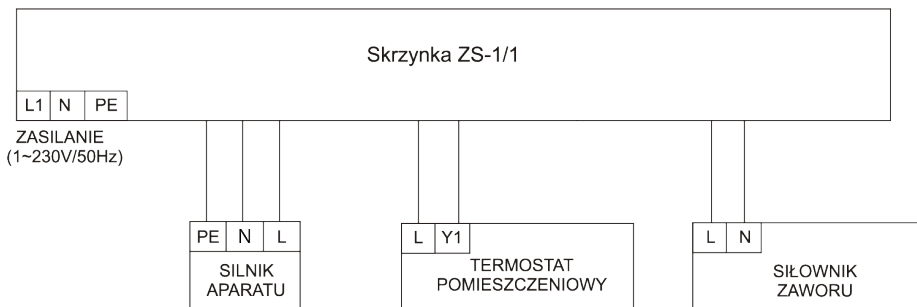 Skrzynka ZS-1/1
L1 N PE
ZASILANIE
(1~230V/50Hz)
PE N L
SILNIK
APARATU
L Y1
TERMOSTAT
POMIESZCZENIOWY
L N
SIŁOWNIK
ZAWORU